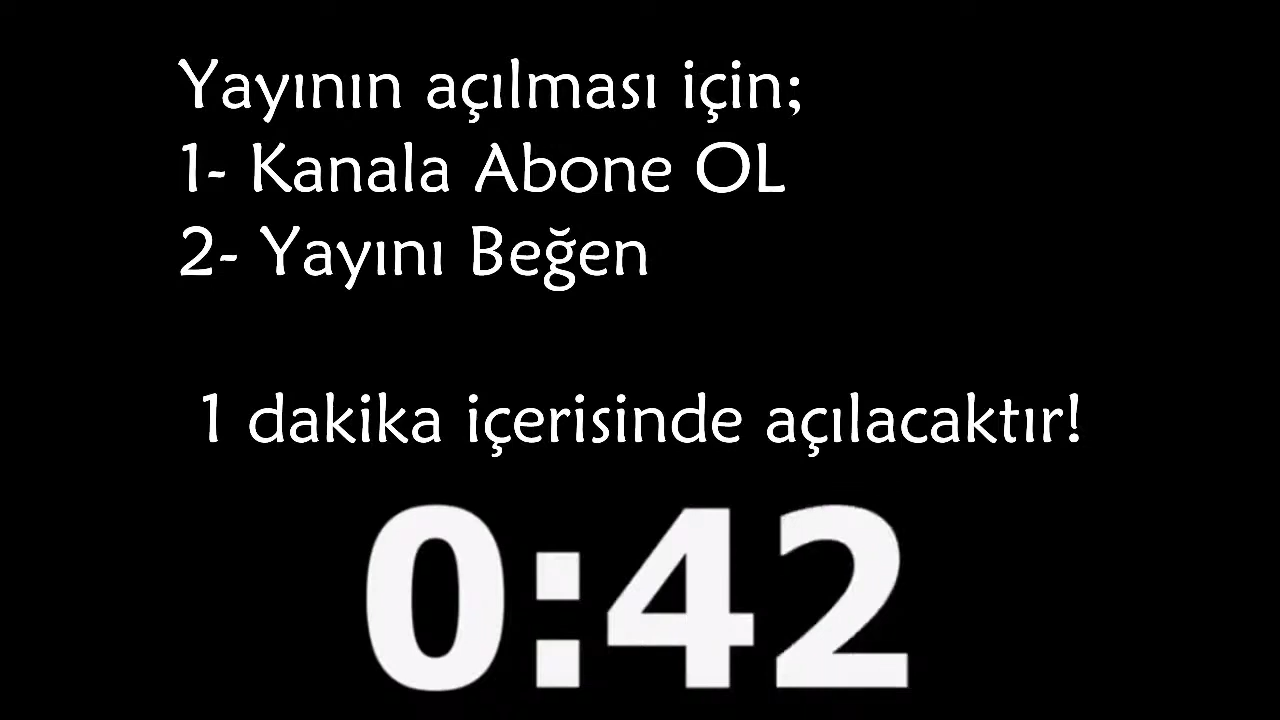 Yayının açılması için;
1- Kanala Abone OL
2- Yayını Beğen
1 dakika içerisinde açılacaktır!
0:42